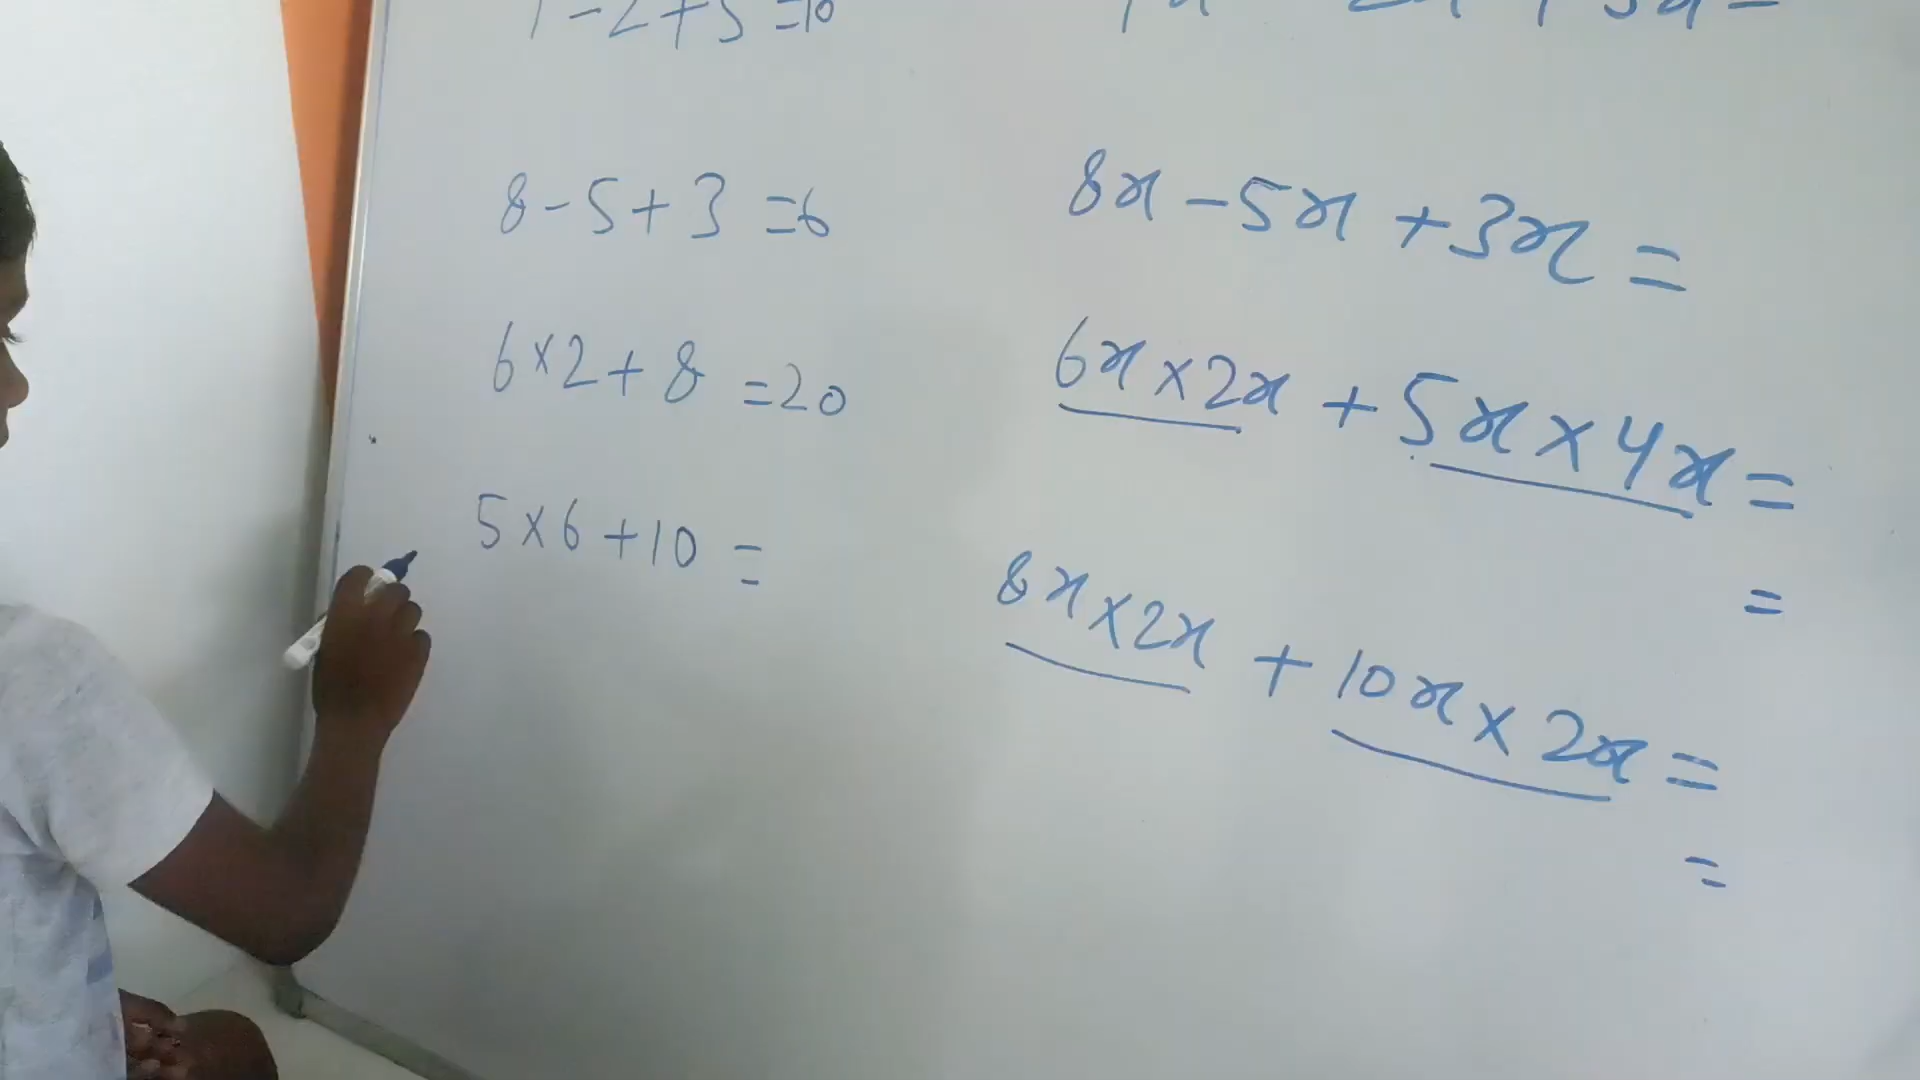 8-5+3 =6
6×2+8 =20
5×6+10 =
8x-5x+3x=
6x×2x+5x×4x=
=
8x×2x+10x×2x=
=